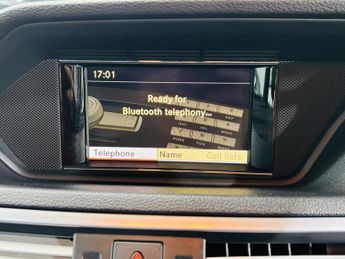 17:01
Ready for
Bluetooth telephony...
Telephone Name Call lists